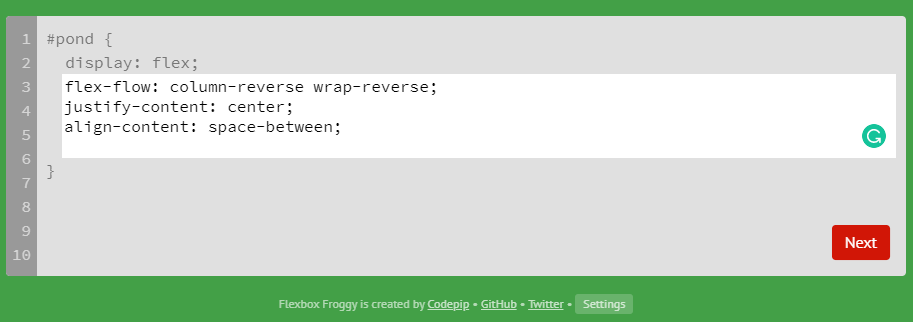 1 #pond {
2 display: flex;
3 flex-flow: column-reverse wrap-reverse;
4 justify-content: center;
5 align-content: space-between;
6
7 }
8
9
10
Next
Flexbox Froggy is created by Codepip • GitHub • Twitter • Settings